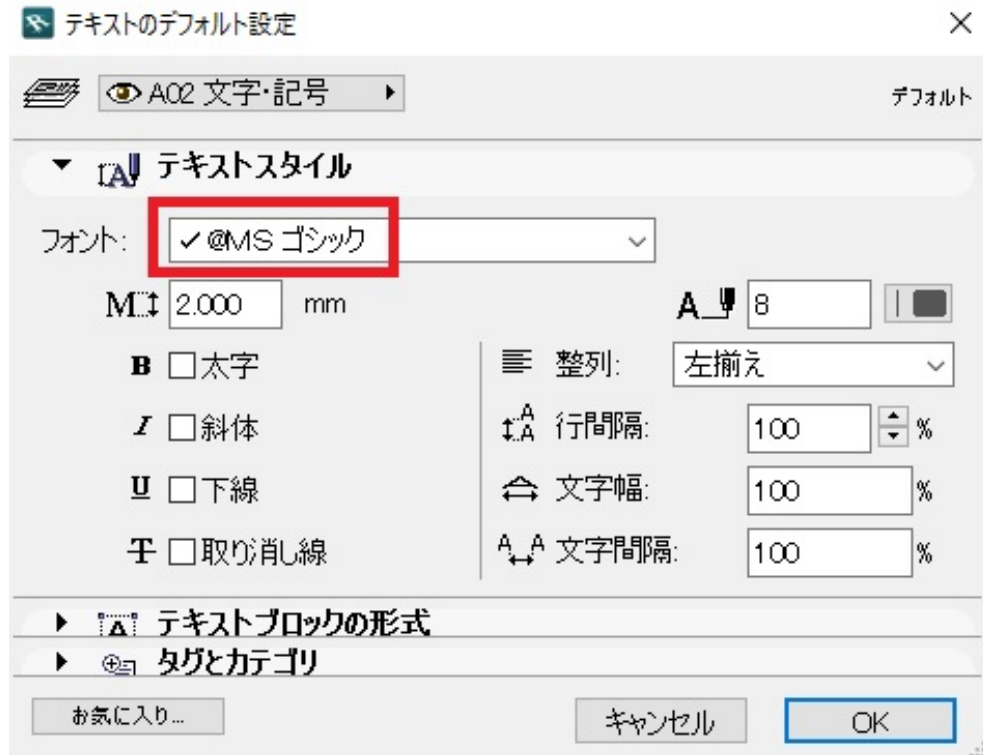 テキストのデフォルト設定
A02 文字・記号
デフォルト
テキストスタイル
フォント: @MS ゴシック
M 2.000 mm
A 8
B 太字
整列: 左揃え
I 斜体
行間隔: 100 %
U 下線
文字幅: 100 %
T 取り消し線
文字間隔: 100 %
テキストブロックの形式
タグとカテゴリ
お気に入り...
キャンセル
OK